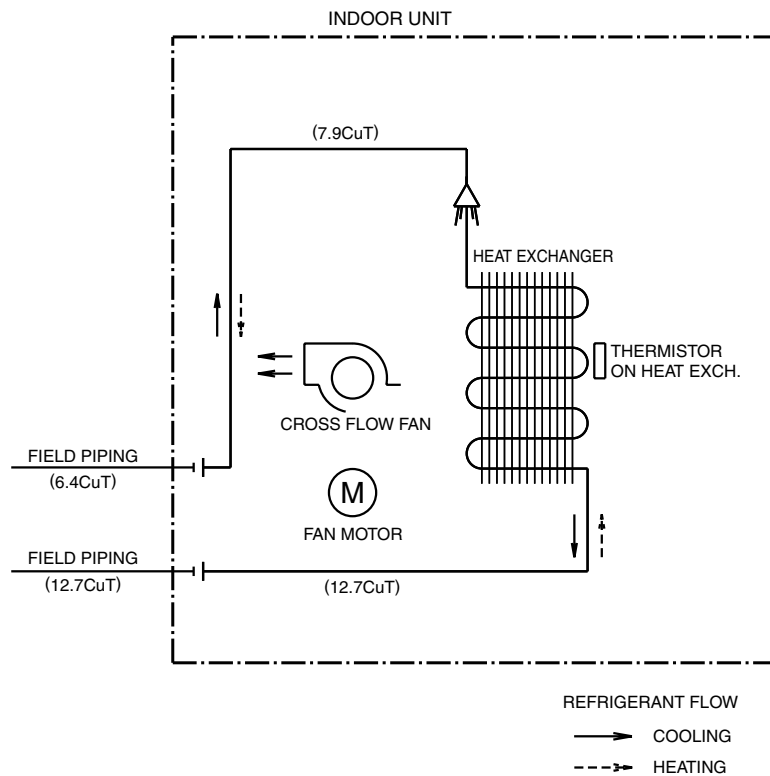 INDOOR UNIT
(7.9CuT)
HEAT EXCHANGER
THERMISTOR
ON HEAT EXCH.
CROSS FLOW FAN
FIELD PIPING
(6.4CuT)
M
FAN MOTOR
FIELD PIPING
(12.7CuT)
(12.7CuT)
REFRIGERANT FLOW
COOLING
HEATING